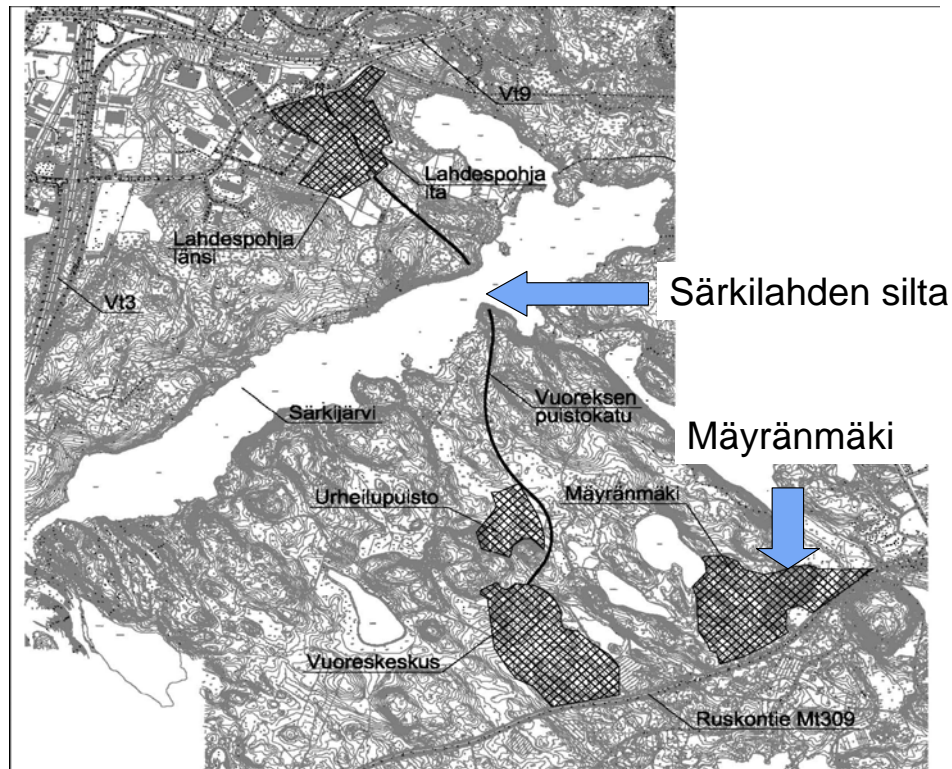 Vt9
Lahdespohja
itä
Lahdespohja
länsi
Vt3
Särkilahden silta
Särkijärvi
Vuoreksen
puistokatu
Mäyränmäki
Urheilupuisto
Mäyränmäki
Vuoreskeskus
Ruskontie Mt309